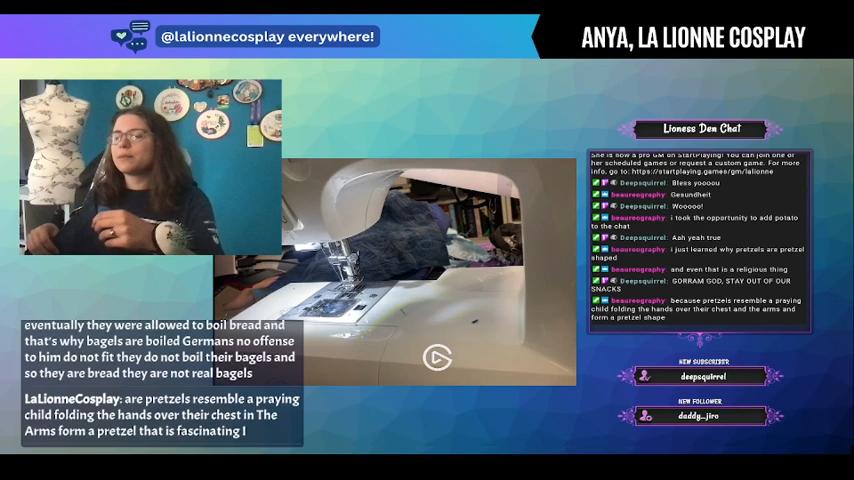 @lalionnecosplay everywhere!
ANYA, LA LIONNE COSPLAY
Lioness Den Chat
She is now a pro GM on StartPlaying! You can join one of
her scheduled games or request a custom game. For more
info, go to: https://startplaying.games/gm/lalionne
Deepsquirrel: Bless yoooou
beaureography: Gesundheit
Deepsquirrel: Wooooo!
beaureography: i took the opportunity to add potato
to the chat
Deepsquirrel: Aah yeah true
beaureography: i just learned why pretzels are pretzel
shaped
beaureography: and even that is a religious thing
Deepsquirrel: GORRAM GOD, STAY OUT OF OUR
SNACKS
beaureography: because pretzels resemble a praying
child folding the hands over their chest and the arms and
form a pretzel shape
eventually they were allowed to boil bread and
that's why bagels are boiled Germans no offense
to him do not fit they do not boil their bagels and
so they are bread they are not real bagels
LaLionneCosplay: are pretzels resemble a praying
child folding the hands over their chest in The
Arms form a pretzel that is fascinating I
NEW SUBSCRIBER
deepsquirrel
NEW FOLLOWER
daddy_jiro